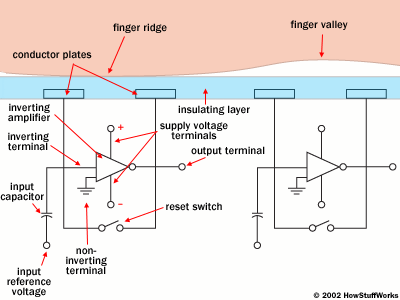 finger ridge
finger valley
conductor plates
insulating layer
inverting
amplifier
supply voltage
terminals
inverting
terminal
output terminal
+
input
capacitor
reset switch
–
non-
inverting
terminal
input
reference
voltage
© 2002 HowStuffWorks